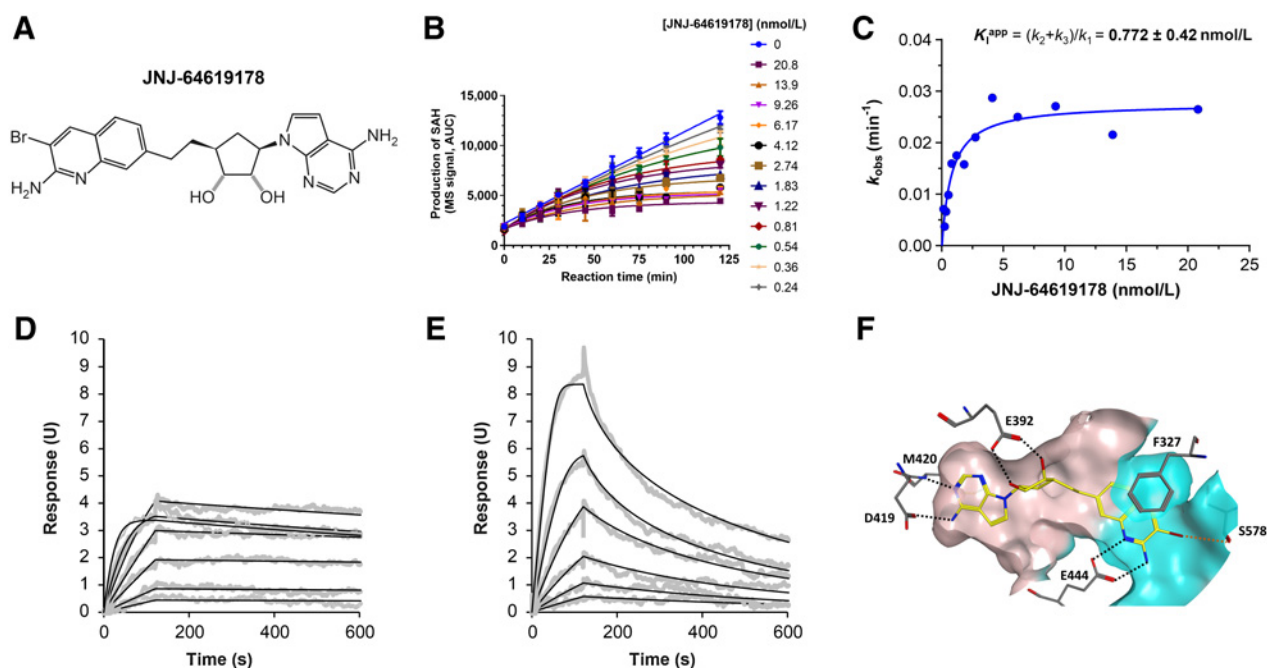 A
JNJ-64619178
Br
NH₂
N
HO
OH
N
N
N
NH₂
B
[JNJ-64619178] (nmol/L)
0
20.8
13.9
9.26
6.17
4.12
2.74
1.83
1.22
0.81
0.54
0.36
0.24
Production of SAH
(MS signal, AUC)
15,000
10,000
5,000
0
0 25 50 75 100 125
Reaction time (min)
C
Kᵢᵃᵖᵖ = (k₂+k₃)/k₁ = 0.772 ± 0.42 nmol/L
kobs (min⁻¹)
0.04
0.03
0.02
0.01
0.00
0 5 10 15 20 25
JNJ-64619178 (nmol/L)
D
Response (U)
10
9
8
7
6
5
4
3
2
1
0
0 200 400 600
Time (s)
E
Response (U)
10
9
8
7
6
5
4
3
2
1
0
0 200 400 600
Time (s)
F
E392
F327
M420
D419
S578
E444